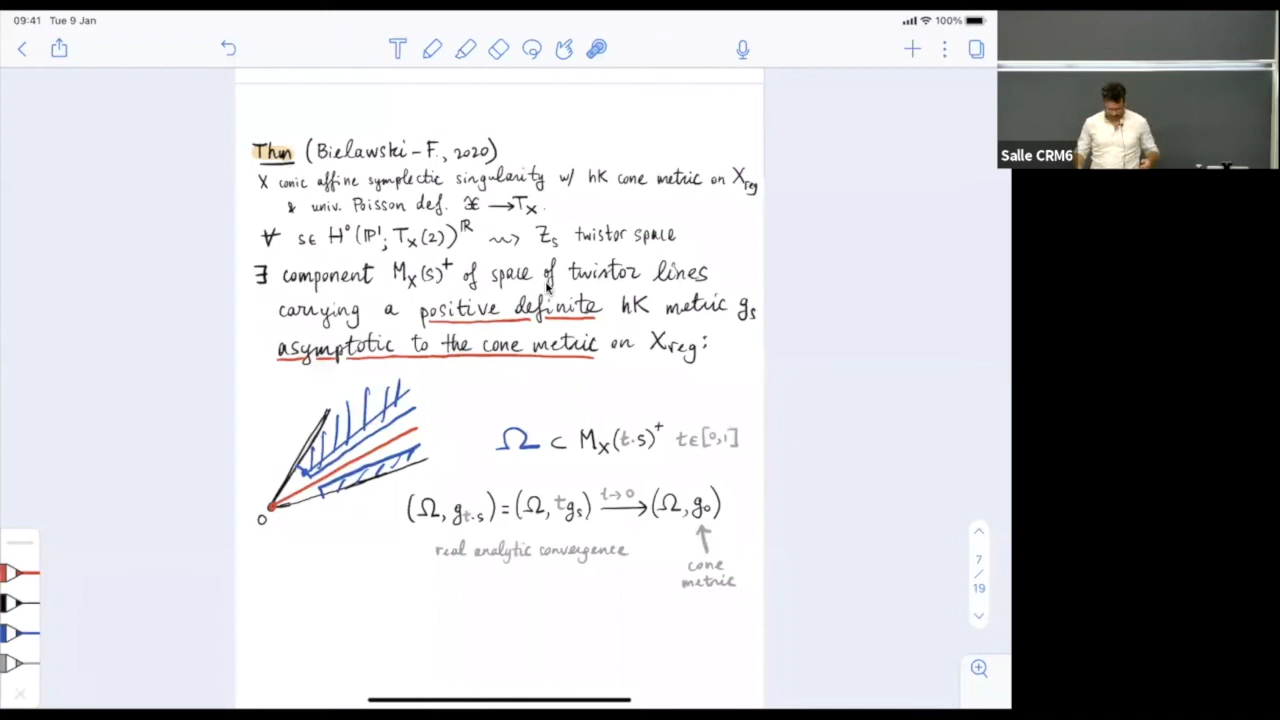 09:41 Tue 9 Jan
100%
Thm (Bielawski-F., 2020)
X conic affine symplectic singularity w/ hK cone metric on X_reg
& univ. Poisson def. 𝒳 → T_X.
∀ s∈ H⁰(ℙ¹; T_X(2))^ℝ ⇝ Z_s twistor space
∃ component M_X(s)⁺ of space of twistor lines
carrying a positive definite hK metric g_s
asymptotic to the cone metric on X_reg:
Ω ⊂ M_X(t·s)⁺ t∈[0,1]
(Ω, g_{t·s}) = (Ω, t g_s) → (Ω, g_0)
t→0
real analytic convergence
cone
metric
0
7
/
19
Salle CRM6